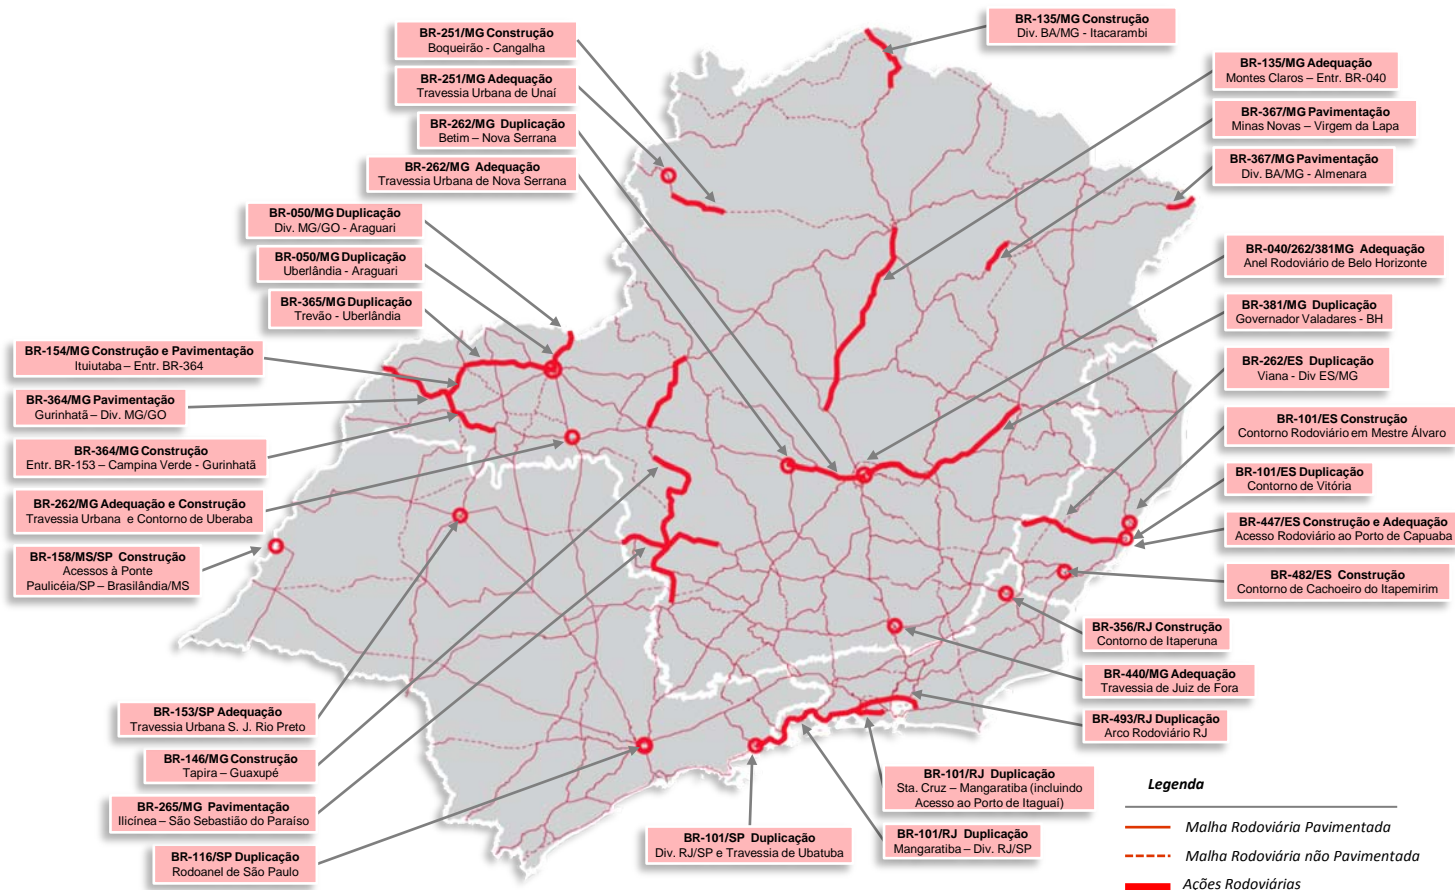 BR-135/MG Construção
Div. BA/MG - Itacarambi
BR-251/MG Construção
Boqueirão - Cangalha
BR-251/MG Adequação
Travessia Urbana de Unaí
BR-262/MG Duplicação
Betim – Nova Serrana
BR-262/MG Adequação
Travessia Urbana de Nova Serrana
BR-050/MG Duplicação
Div. MG/GO - Araguari
BR-050/MG Duplicação
Uberlândia - Araguari
BR-365/MG Duplicação
Trevão - Uberlândia
BR-154/MG Construção e Pavimentação
Ituiutaba – Entr. BR-364
BR-364/MG Pavimentação
Gurinhatã – Div. MG/GO
BR-364/MG Construção
Entr. BR-153 – Campina Verde - Gurinhatã
BR-262/MG Adequação e Construção
Travessia Urbana e Contorno de Uberaba
BR-158/MS/SP Construção
Acessos à Ponte
Paulicéia/SP – Brasilândia/MS
BR-153/SP Adequação
Travessia Urbana S. J. Rio Preto
BR-146/MG Construção
Tapira – Guaxupé
BR-265/MG Pavimentação
Ilicínea – São Sebastião do Paraíso
BR-116/SP Duplicação
Rodoanel de São Paulo
BR-135/MG Adequação
Montes Claros – Entr. BR-040
BR-367/MG Pavimentação
Minas Novas – Virgem da Lapa
BR-367/MG Pavimentação
Div. BA/MG - Almenara
BR-040/262/381MG Adequação
Anel Rodoviário de Belo Horizonte
BR-381/MG Duplicação
Governador Valadares - BH
BR-262/ES Duplicação
Viana - Div ES/MG
BR-101/ES Construção
Contorno Rodoviário em Mestre Álvaro
BR-101/ES Duplicação
Contorno de Vitória
BR-447/ES Construção e Adequação
Acesso Rodoviário ao Porto de Capuaba
BR-482/ES Construção
Contorno de Cachoeiro do Itapemirim
BR-356/RJ Construção
Contorno de Itaperuna
BR-440/MG Adequação
Travessia de Juiz de Fora
BR-493/RJ Duplicação
Arco Rodoviário RJ
BR-101/RJ Duplicação
Sta. Cruz – Mangaratiba (incluindo
Acesso ao Porto de Itaguaí)
BR-101/SP Duplicação
Div. RJ/SP e Travessia de Ubatuba
BR-101/RJ Duplicação
Mangaratiba – Div. RJ/SP
Legenda
Malha Rodoviária Pavimentada
Malha Rodoviária não Pavimentada
Ações Rodoviárias